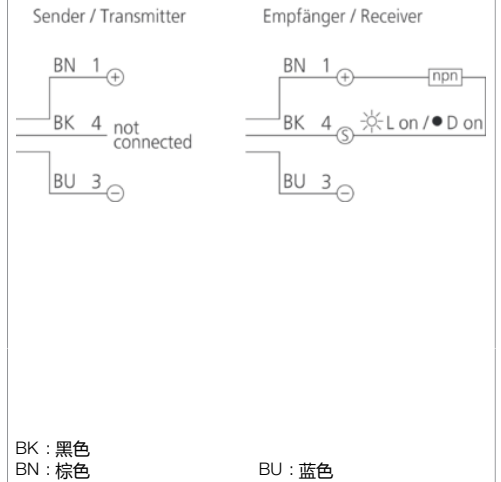 Sender / Transmitter
Empfänger / Receiver
BN 1 +
BK 4 not connected
BU 3 −
BN 1 + npn
BK 4 S L on / ● D on
BU 3 −
BK : 黑色
BN : 棕色
BU : 蓝色